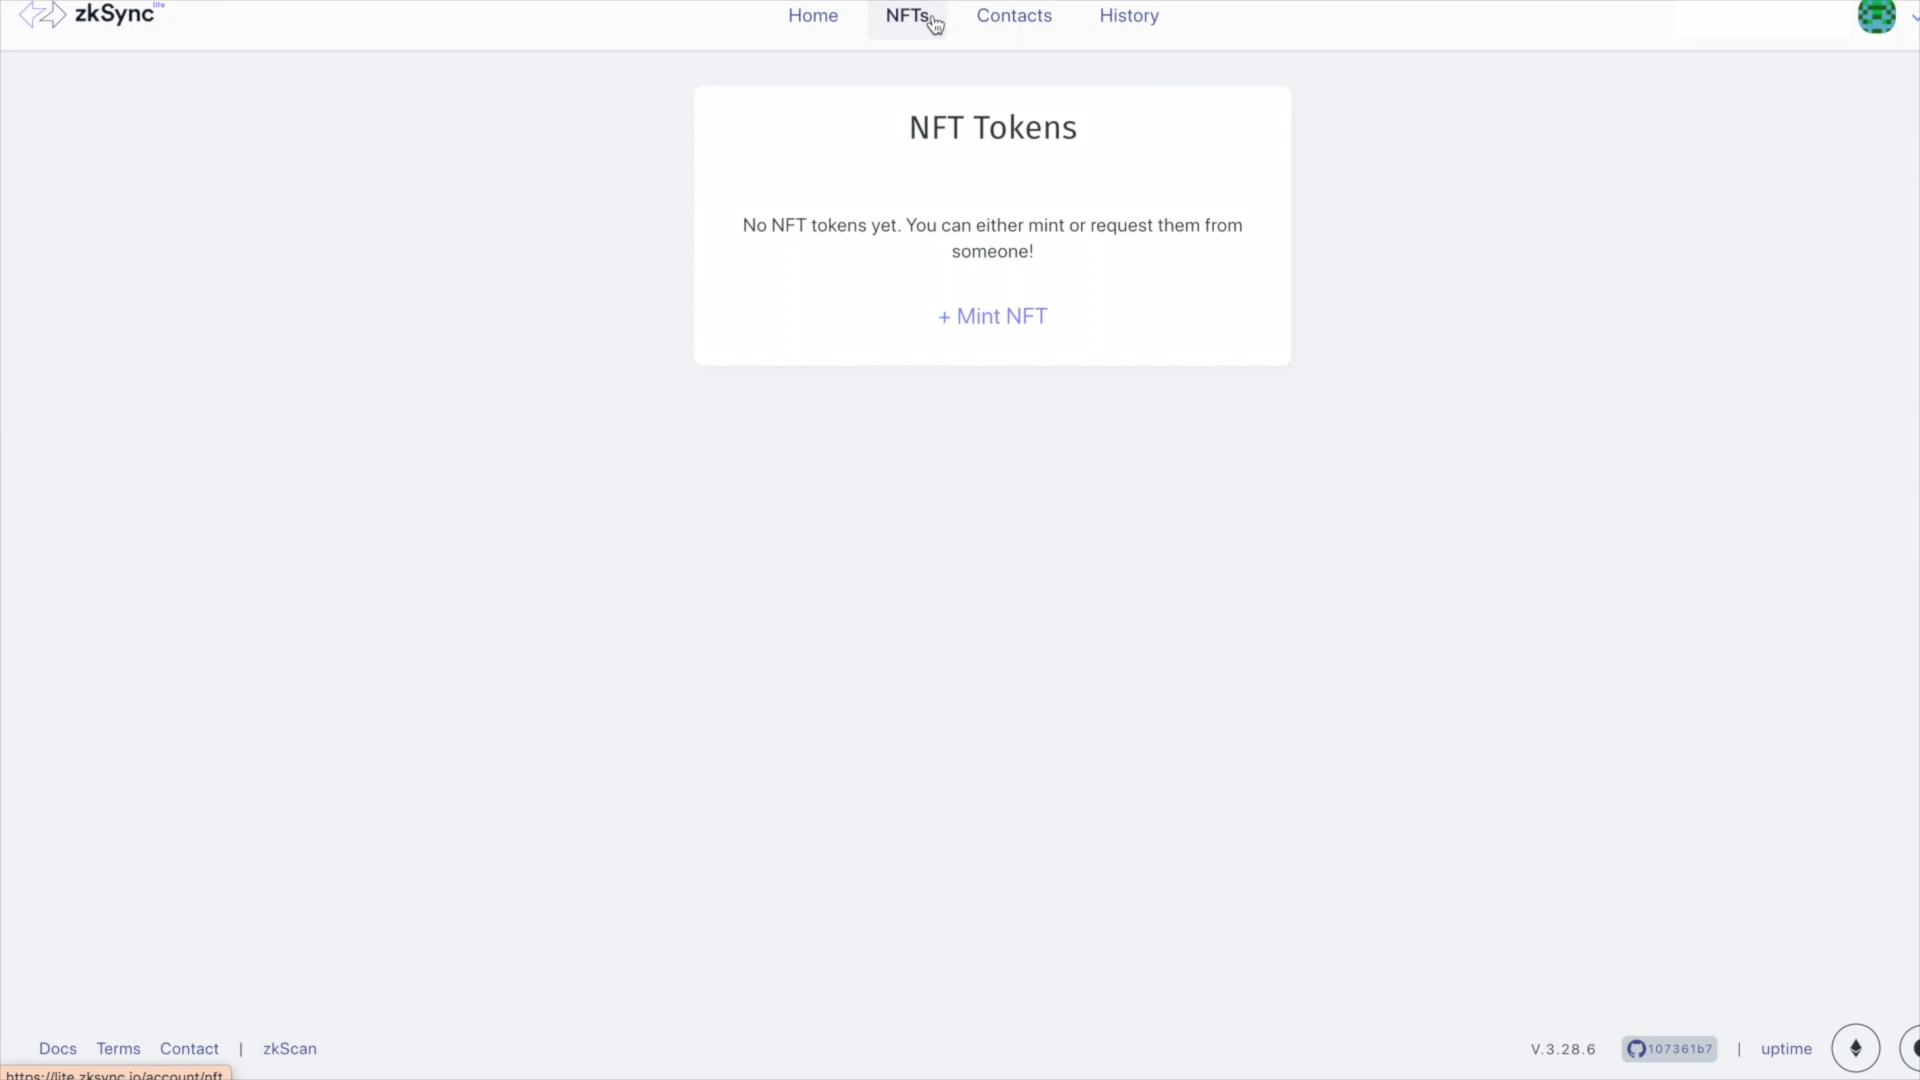 zkSync lite
Home
NFTs
Contacts
History
NFT Tokens
No NFT tokens yet. You can either mint or request them from
someone!
+ Mint NFT
Docs
Terms
Contact
|
zkScan
V.3.28.6
107361b7
|
uptime
https://lite.zksync.io/account/nft